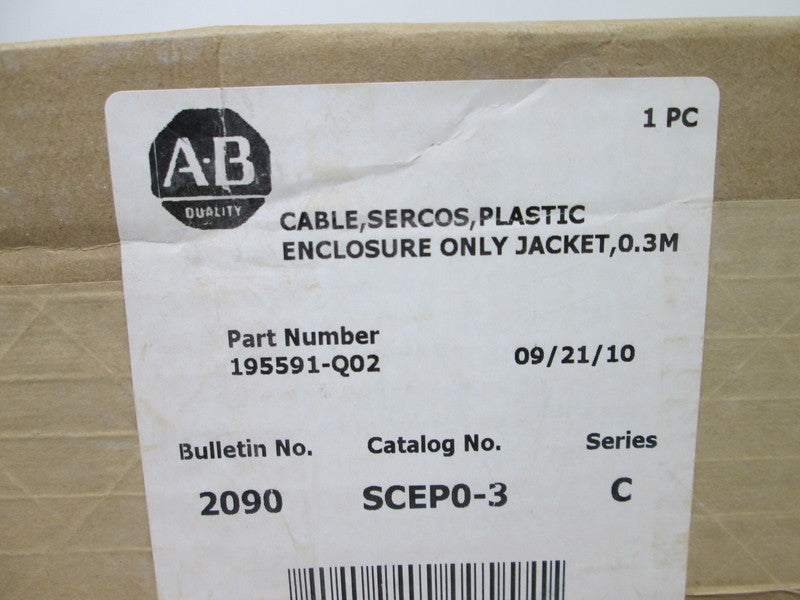 1 PC
A·B
QUALITY
CABLE,SERCOS,PLASTIC
ENCLOSURE ONLY JACKET,0.3M
Part Number
195591-Q02
09/21/10
Bulletin No. Catalog No. Series
2090 SCEP0-3 C